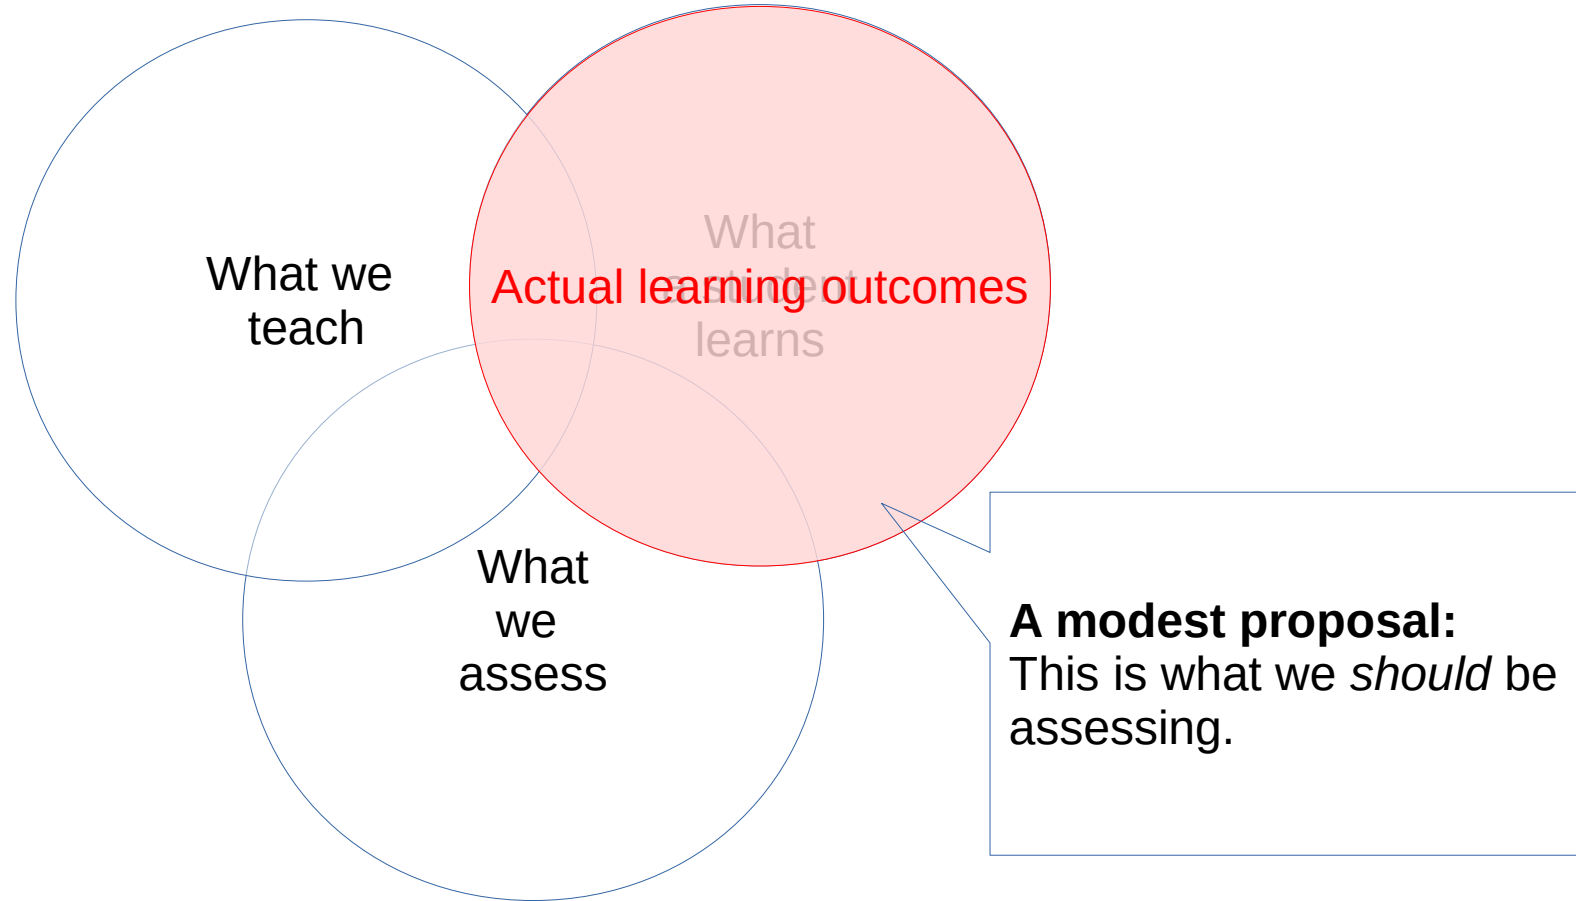 What we
teach
What
a student
learns
Actual learning outcomes
What
we
assess
A modest proposal:
This is what we should be
assessing.